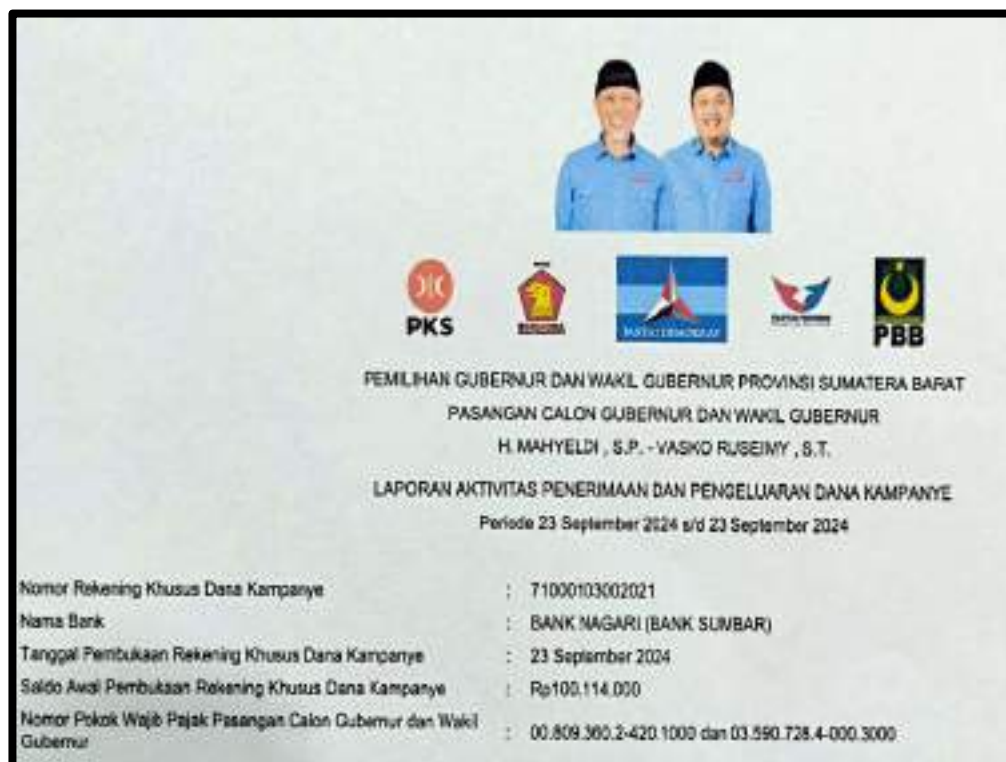 PKS
PBB
PEMILIHAN GUBERNUR DAN WAKIL GUBERNUR PROVINSI SUMATERA BARAT
PASANGAN CALON GUBERNUR DAN WAKIL GUBERNUR
H. MAHYELDI , S.P. - VASKO RUSEIMY , S.T.
LAPORAN AKTIVITAS PENERIMAAN DAN PENGELUARAN DANA KAMPANYE
Periode 23 September 2024 s/d 23 September 2024
Nomor Rekening Khusus Dana Kampanye : 71000103002021
Nama Bank : BANK NAGARI (BANK SUMBAR)
Tanggal Pembukaan Rekening Khusus Dana Kampanye : 23 September 2024
Saldo Awal Pembukaan Rekening Khusus Dana Kampanye : Rp100.114.000
Nomor Pokok Wajib Pajak Pasangan Calon Gubernur dan Wakil : 00.809.360.2-420.1000 dan 03.590.728.4-000.3000
Gubernur